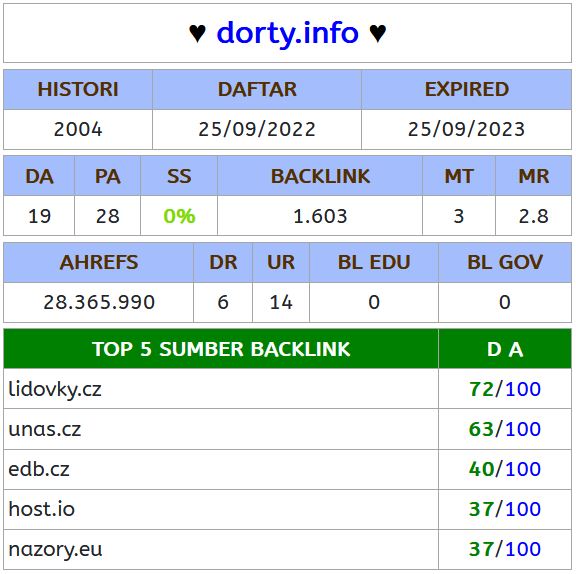 ♥ dorty.info ♥
HISTORI DAFTAR EXPIRED
2004 25/09/2022 25/09/2023
DA PA SS BACKLINK MT MR
19 28 0% 1.603 3 2.8
AHREFS DR UR BL EDU BL GOV
28.365.990 6 14 0 0
TOP 5 SUMBER BACKLINK D A
lidovky.cz 72/100
unas.cz 63/100
edb.cz 40/100
host.io 37/100
nazory.eu 37/100